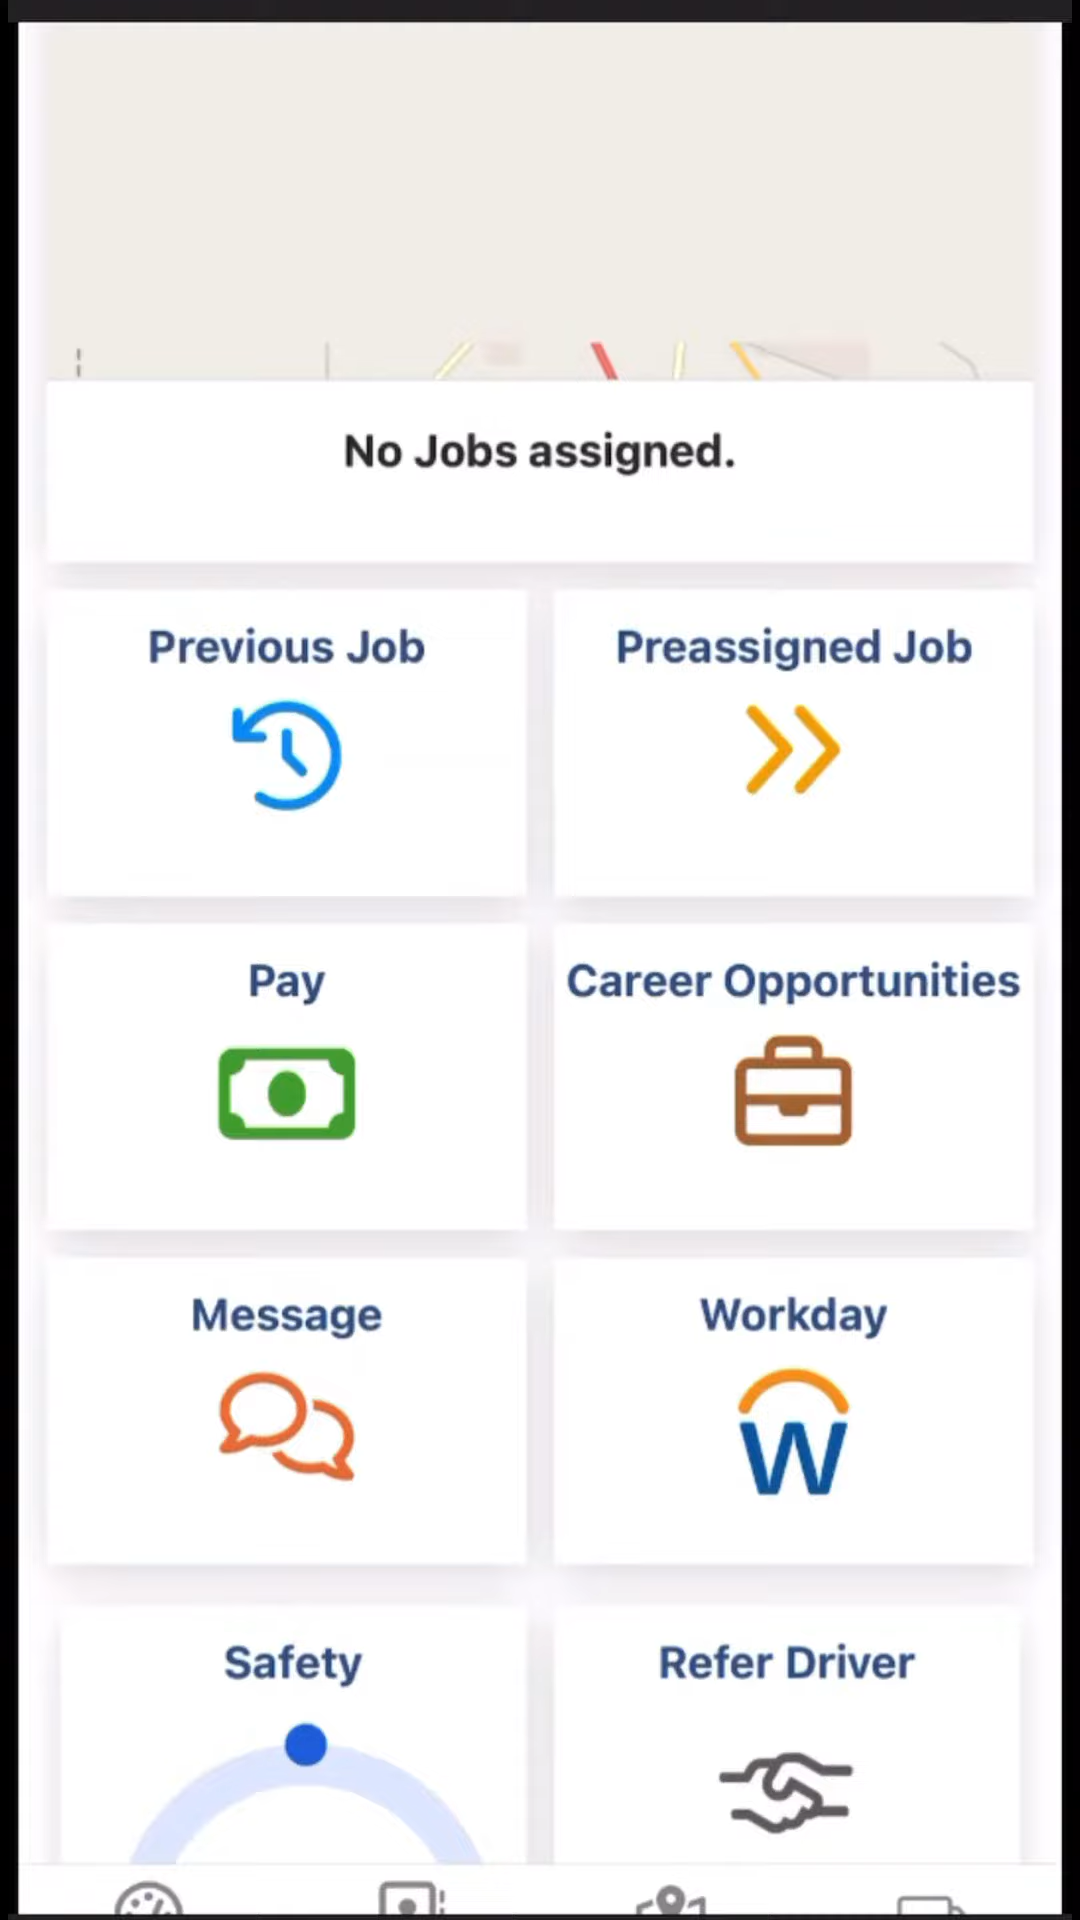 No Jobs assigned.
Previous Job
Preassigned Job
Pay
Career Opportunities
Message
Workday
W
Safety
Refer Driver